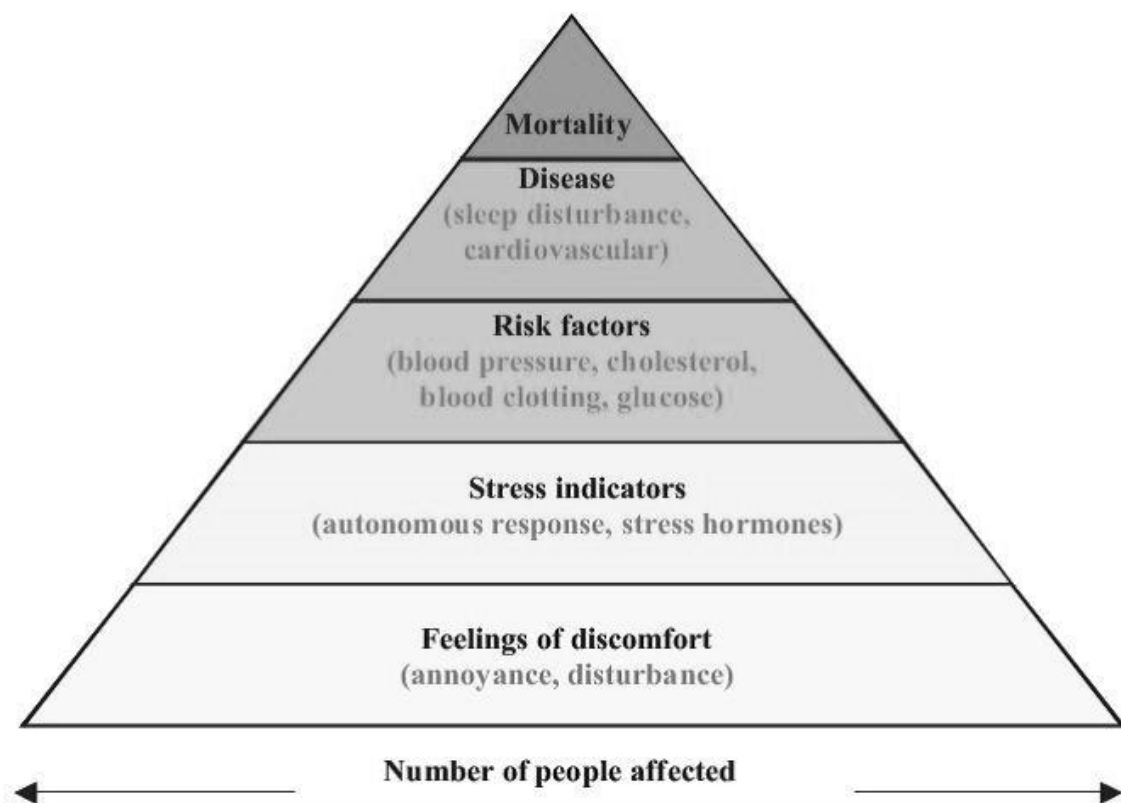 Mortality
Disease
(sleep disturbance,
cardiovascular)
Risk factors
(blood pressure, cholesterol,
blood clotting, glucose)
Stress indicators
(autonomous response, stress hormones)
Feelings of discomfort
(annoyance, disturbance)
Number of people affected